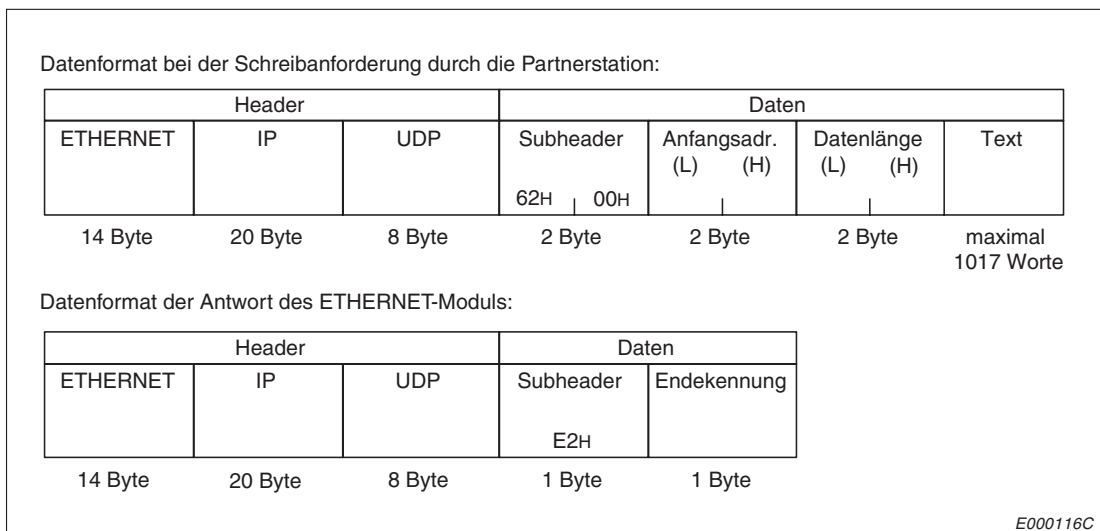 Datenformat bei der Schreibanforderung durch die Partnerstation:
Header Daten
ETHERNET IP UDP Subheader Anfangsadr. Datenlänge Text
(L) (H) (L) (H)
62H 00H
14 Byte 20 Byte 8 Byte 2 Byte 2 Byte 2 Byte maximal
1017 Worte
Datenformat der Antwort des ETHERNET-Moduls:
Header Daten
ETHERNET IP UDP Subheader Endekennung
E2H
14 Byte 20 Byte 8 Byte 1 Byte 1 Byte
E000116C